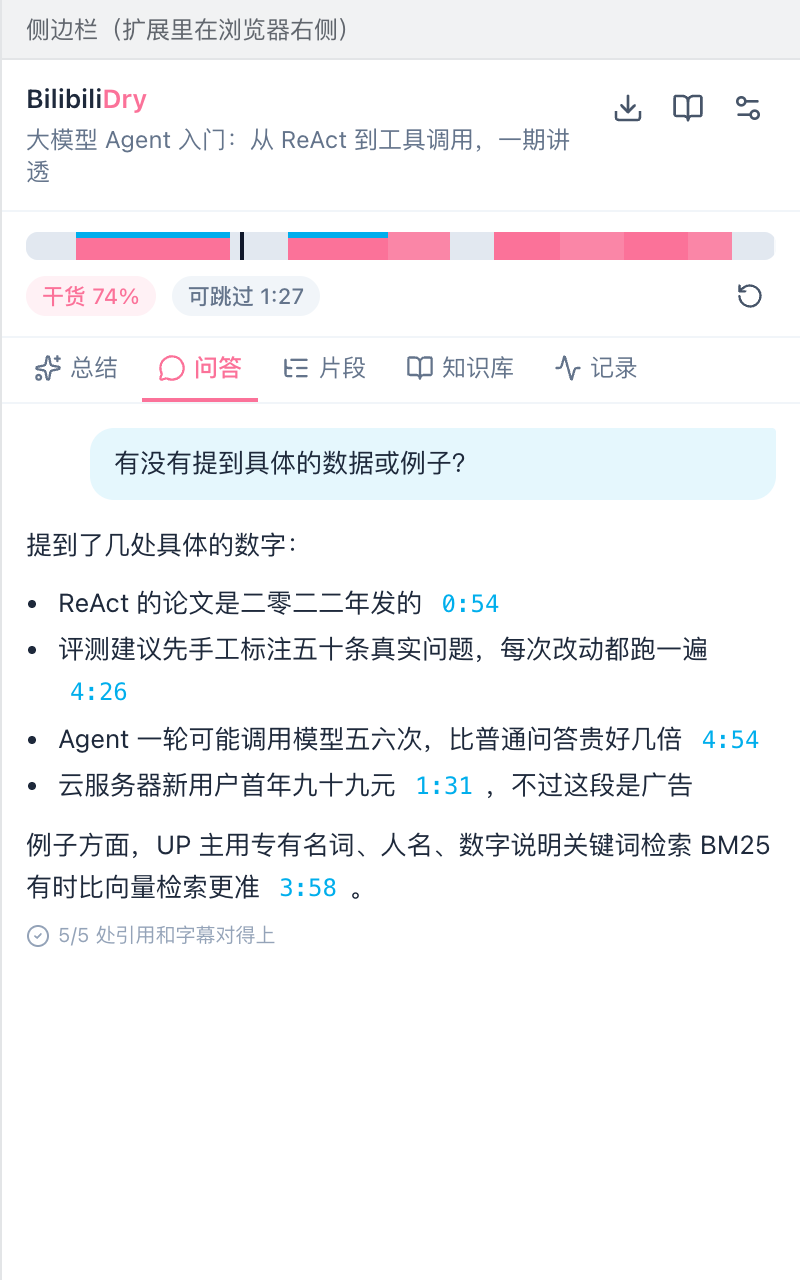 侧边栏（扩展里在浏览器右侧）
BilibiliDry
大模型 Agent 入门：从 ReAct 到工具调用，一期讲
透
干货 74%
可跳过 1:27
总结
问答
片段
知识库
记录
有没有提到具体的数据或例子？
提到了几处具体的数字：
• ReAct 的论文是二零二二年发的 0:54
• 评测建议先手工标注五十条真实问题，每次改动都跑一遍
4:26
• Agent 一轮可能调用模型五六次，比普通问答贵好几倍 4:54
• 云服务器新用户首年九十九元 1:31 ，不过这段是广告
例子方面，UP 主用专有名词、人名、数字说明关键词检索 BM25
有时比向量检索更准 3:58 。
5/5 处引用和字幕对得上